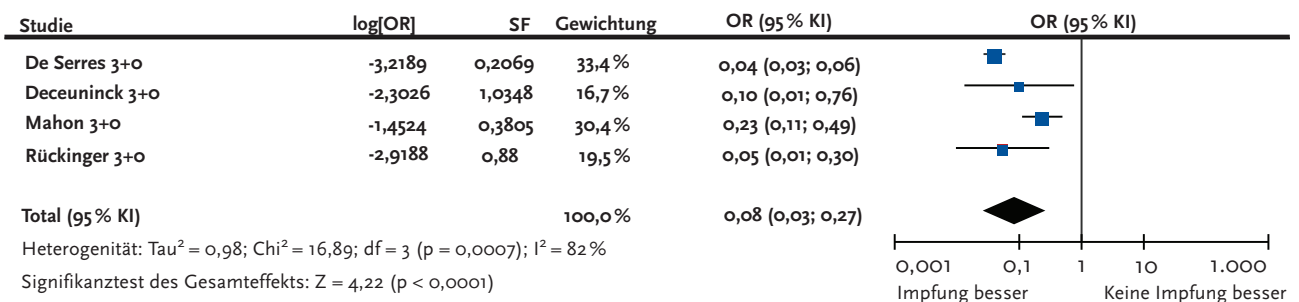 Studie log[OR] SF Gewichtung OR (95 % KI) OR (95 % KI)
De Serres 3+0 -3,2189 0,2069 33,4 % 0,04 (0,03; 0,06)
Deceuninck 3+0 -2,3026 1,0348 16,7 % 0,10 (0,01; 0,76)
Mahon 3+0 -1,4524 0,3805 30,4 % 0,23 (0,11; 0,49)
Rückinger 3+0 -2,9188 0,88 19,5 % 0,05 (0,01; 0,30)
Total (95 % KI) 100,0 % 0,08 (0,03; 0,27)
Heterogenität: Tau² = 0,98; Chi² = 16,89; df = 3 (p = 0,0007); I² = 82 %
Signifikanztest des Gesamteffekts: Z = 4,22 (p < 0,0001)
0,001 0,1 1 10 1.000
Impfung besser Keine Impfung besser